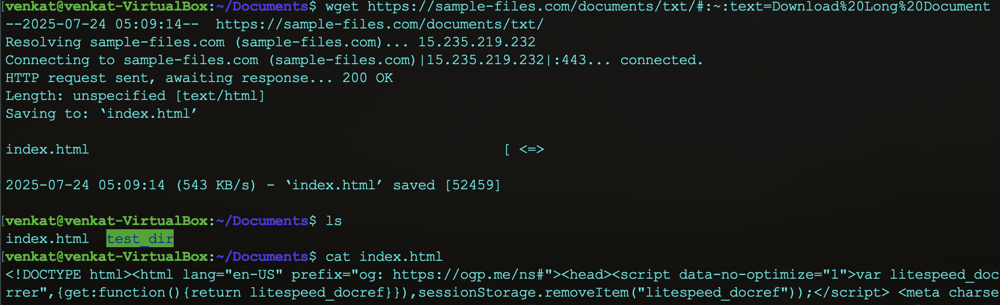 [venkat@venkat-VirtualBox:~/Documents$ wget https://sample-files.com/documents/txt/#:~:text=Download%20Long%20Document
--2025-07-24 05:09:14--  https://sample-files.com/documents/txt/
Resolving sample-files.com (sample-files.com)... 15.235.219.232
Connecting to sample-files.com (sample-files.com)|15.235.219.232|:443... connected.
HTTP request sent, awaiting response... 200 OK
Length: unspecified [text/html]
Saving to: ‘index.html’
index.html                                                 [ <=>
2025-07-24 05:09:14 (543 KB/s) - ‘index.html’ saved [52459]
[venkat@venkat-VirtualBox:~/Documents$ ls
index.html  test_dir
[venkat@venkat-VirtualBox:~/Documents$ cat index.html
<!DOCTYPE html><html lang="en-US" prefix="og: https://ogp.me/ns#"><head><script data-no-optimize="1">var litespeed_doc
rrer",{get:function(){return litespeed_docref}}),sessionStorage.removeItem("litespeed_docref"));</script> <meta charse